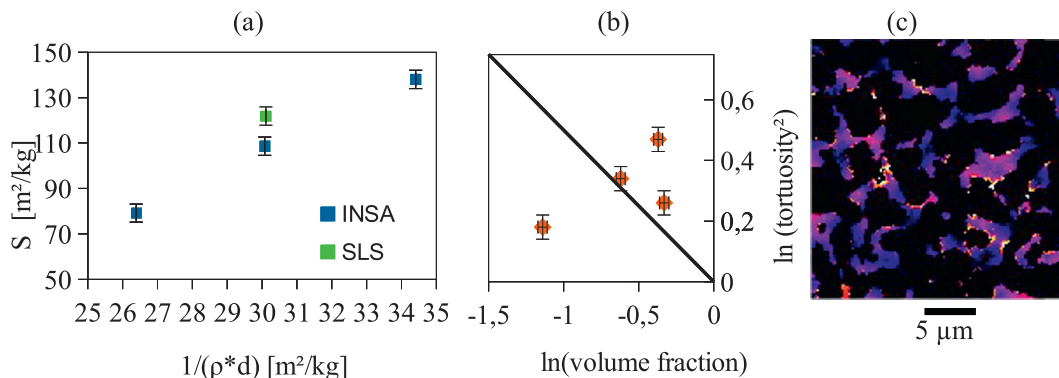 (a)
(b)
(c)
150
130
110
90
70
50
S [m²/kg]
INSA
SLS
25 26 27 28 29 30 31 32 33 34 35
1/(ρ*d) [m²/kg]
0,6
0,4
0,2
0
ln (tortuosity²)
-1,5 -1 -0,5 0
ln(volume fraction)
5 µm